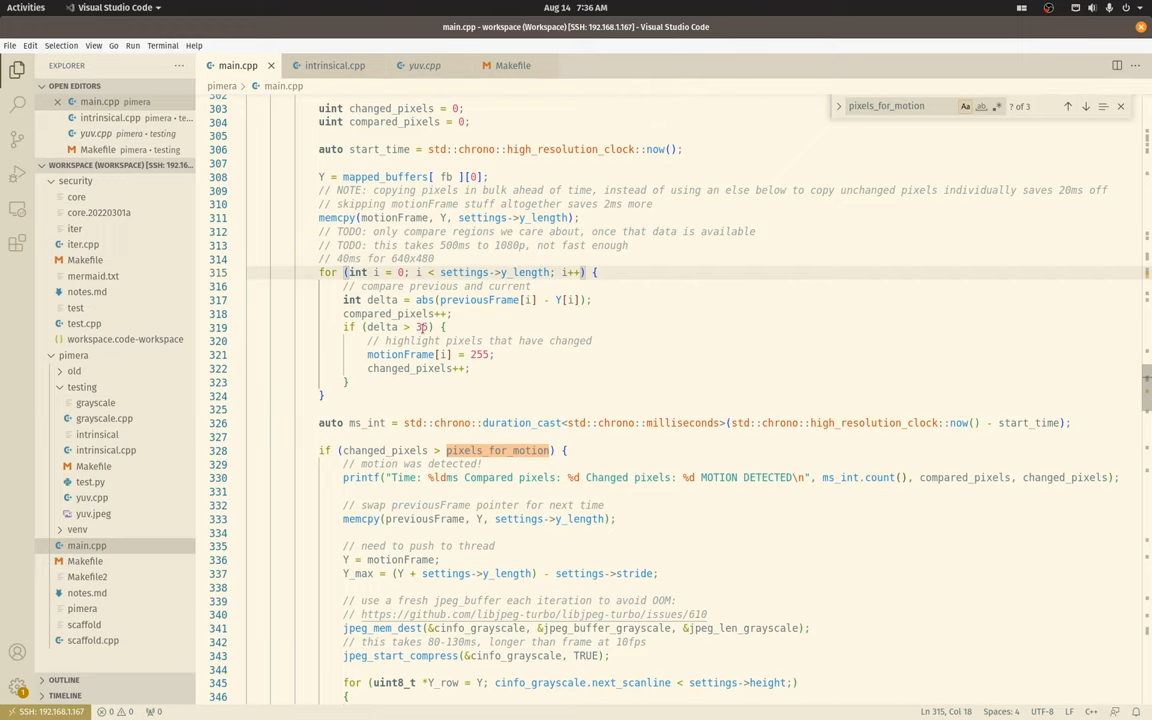 Activities
Visual Studio Code
Aug 14 7:36 AM
main.cpp - workspace (Workspace) [SSH: 192.168.1.167] - Visual Studio Code
File Edit Selection View Go Run Terminal Help
EXPLORER
OPEN EDITORS
main.cpp pimera
intrinsical.cpp pimera • te...
yuv.cpp pimera • testing
Makefile pimera • testing
WORKSPACE (WORKSPACE) [SSH: 192.16...
security
core
core.20220301a
iter
iter.cpp
Makefile
mermaid.txt
notes.md
test
test.cpp
workspace.code-workspace
pimera
old
testing
grayscale
grayscale.cpp
intrinsical
intrinsical.cpp
Makefile
test.py
yuv.cpp
yuv.jpeg
venv
main.cpp
Makefile
Makefile2
notes.md
pimera
scaffold
scaffold.cpp
OUTLINE
TIMELINE
main.cpp intrinsical.cpp yuv.cpp Makefile
pimera > main.cpp
pixels_for_motion Aa ab .* ? of 3
302
303 uint changed_pixels = 0;
304 uint compared_pixels = 0;
305
306 auto start_time = std::chrono::high_resolution_clock::now();
307
308 Y = mapped_buffers[ fb ][0];
309 // NOTE: copying pixels in bulk ahead of time, instead of using an else below to copy unchanged pixels individually saves 20ms off
310 // skipping motionFrame stuff altogether saves 2ms more
311 memcpy(motionFrame, Y, settings->y_length);
312 // TODO: only compare regions we care about, once that data is available
313 // TODO: this takes 500ms to 1080p, not fast enough
314 // 40ms for 640x480
315 for (int i = 0; i < settings->y_length; i++) {
316 // compare previous and current
317 int delta = abs(previousFrame[i] - Y[i]);
318 compared_pixels++;
319 if (delta > 35) {
320 // highlight pixels that have changed
321 motionFrame[i] = 255;
322 changed_pixels++;
323 }
324 }
325
326 auto ms_int = std::chrono::duration_cast<std::chrono::milliseconds>(std::chrono::high_resolution_clock::now() - start_time);
327
328 if (changed_pixels > pixels_for_motion) {
329 // motion was detected!
330 printf("Time: %ldms Compared pixels: %d Changed pixels: %d MOTION DETECTED\n", ms_int.count(), compared_pixels, changed_pixels);
331
332 // swap previousFrame pointer for next time
333 memcpy(previousFrame, Y, settings->y_length);
334
335 // need to push to thread
336 Y = motionFrame;
337 Y_max = (Y + settings->y_length) - settings->stride;
338
339 // use a fresh jpeg_buffer each iteration to avoid OOM:
340 // https://github.com/libjpeg-turbo/libjpeg-turbo/issues/610
341 jpeg_mem_dest(&cinfo_grayscale, &jpeg_buffer_grayscale, &jpeg_len_grayscale);
342 // this takes 80-130ms, longer than frame at 10fps
343 jpeg_start_compress(&cinfo_grayscale, TRUE);
344
345 for (uint8_t *Y_row = Y; cinfo_grayscale.next_scanline < settings->height;)
346 {
1
SSH: 192.168.1.167 0 0 0
Ln 315, Col 18 Spaces: 4 UTF-8 LF C++